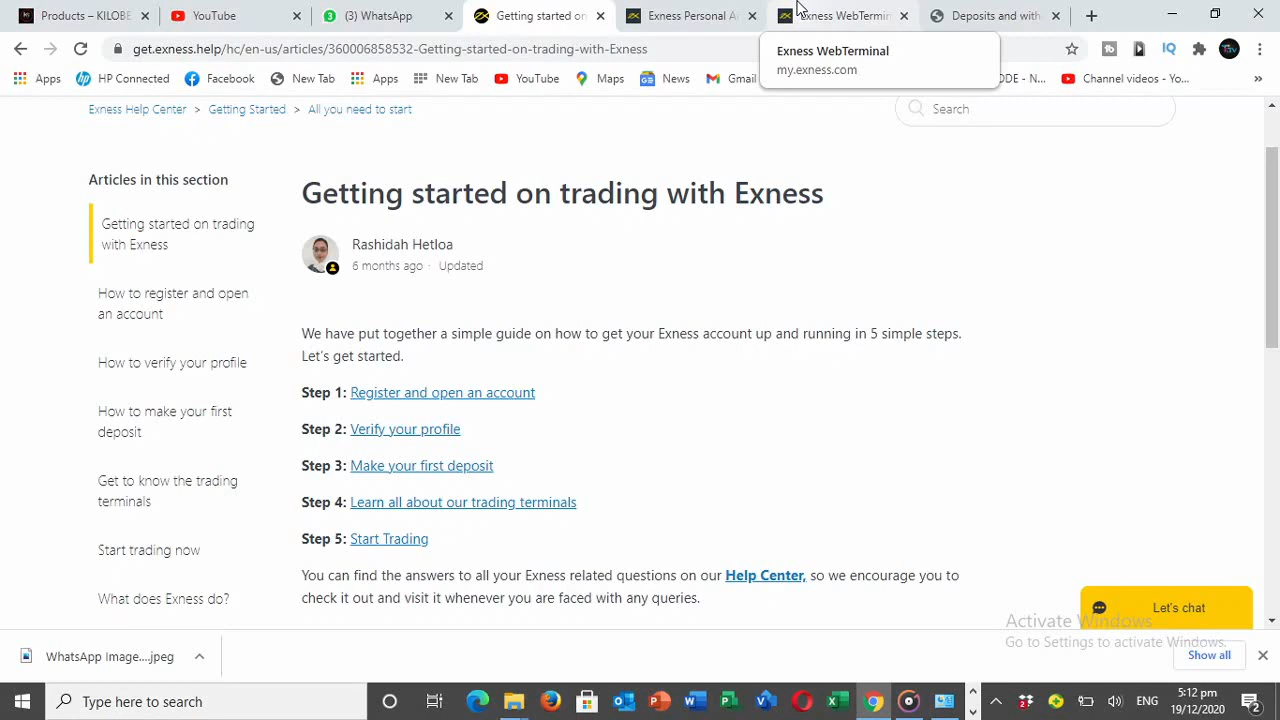 Products - KILOBE
YouTube
(3) WhatsApp
Getting started on
Exness Personal Ar
Exness WebTermin
Deposits and with
get.exness.help/hc/en-us/articles/360006858532-Getting-started-on-trading-with-Exness
Exness WebTerminal
my.exness.com
Apps
HP Connected
Facebook
New Tab
Apps
New Tab
YouTube
Maps
News
Gmail
DE - N...
Channel videos - Yo...
Exness Help Center > Getting Started > All you need to start
Search
Articles in this section
Getting started on trading
with Exness
How to register and open
an account
How to verify your profile
How to make your first
deposit
Get to know the trading
terminals
Start trading now
What does Exness do?
Getting started on trading with Exness
Rashidah Hetloa
6 months ago · Updated
We have put together a simple guide on how to get your Exness account up and running in 5 simple steps.
Let's get started.
Step 1: Register and open an account
Step 2: Verify your profile
Step 3: Make your first deposit
Step 4: Learn all about our trading terminals
Step 5: Start Trading
You can find the answers to all your Exness related questions on our Help Center, so we encourage you to
check it out and visit it whenever you are faced with any queries.
Let's chat
Activate Windows
Go to Settings to activate Windows.
WhatsApp Image....jpeg
Show all
Type here to search
ENG
5:12 pm
19/12/2020
2